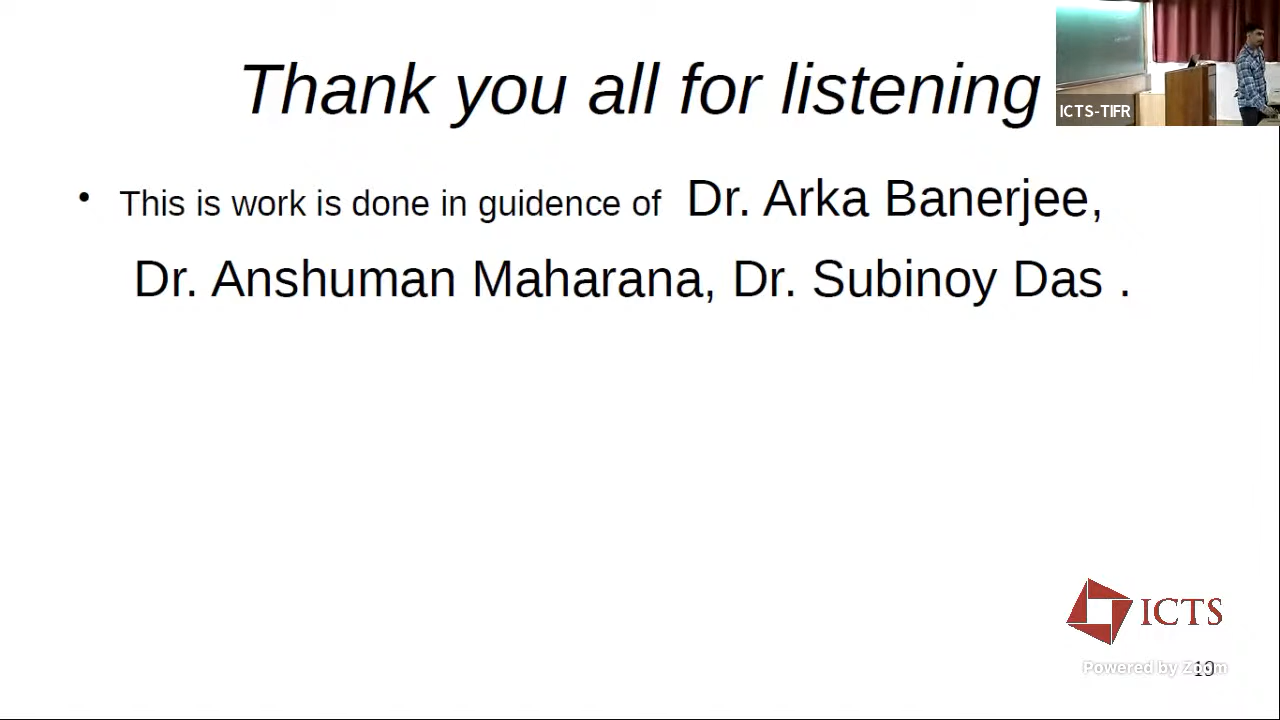 Thank you all for listening
ICTS-TIFR
• This is work is done in guidence of Dr. Arka Banerjee,
Dr. Anshuman Maharana, Dr. Subinoy Das .
ICTS
Powered by Zoom
19